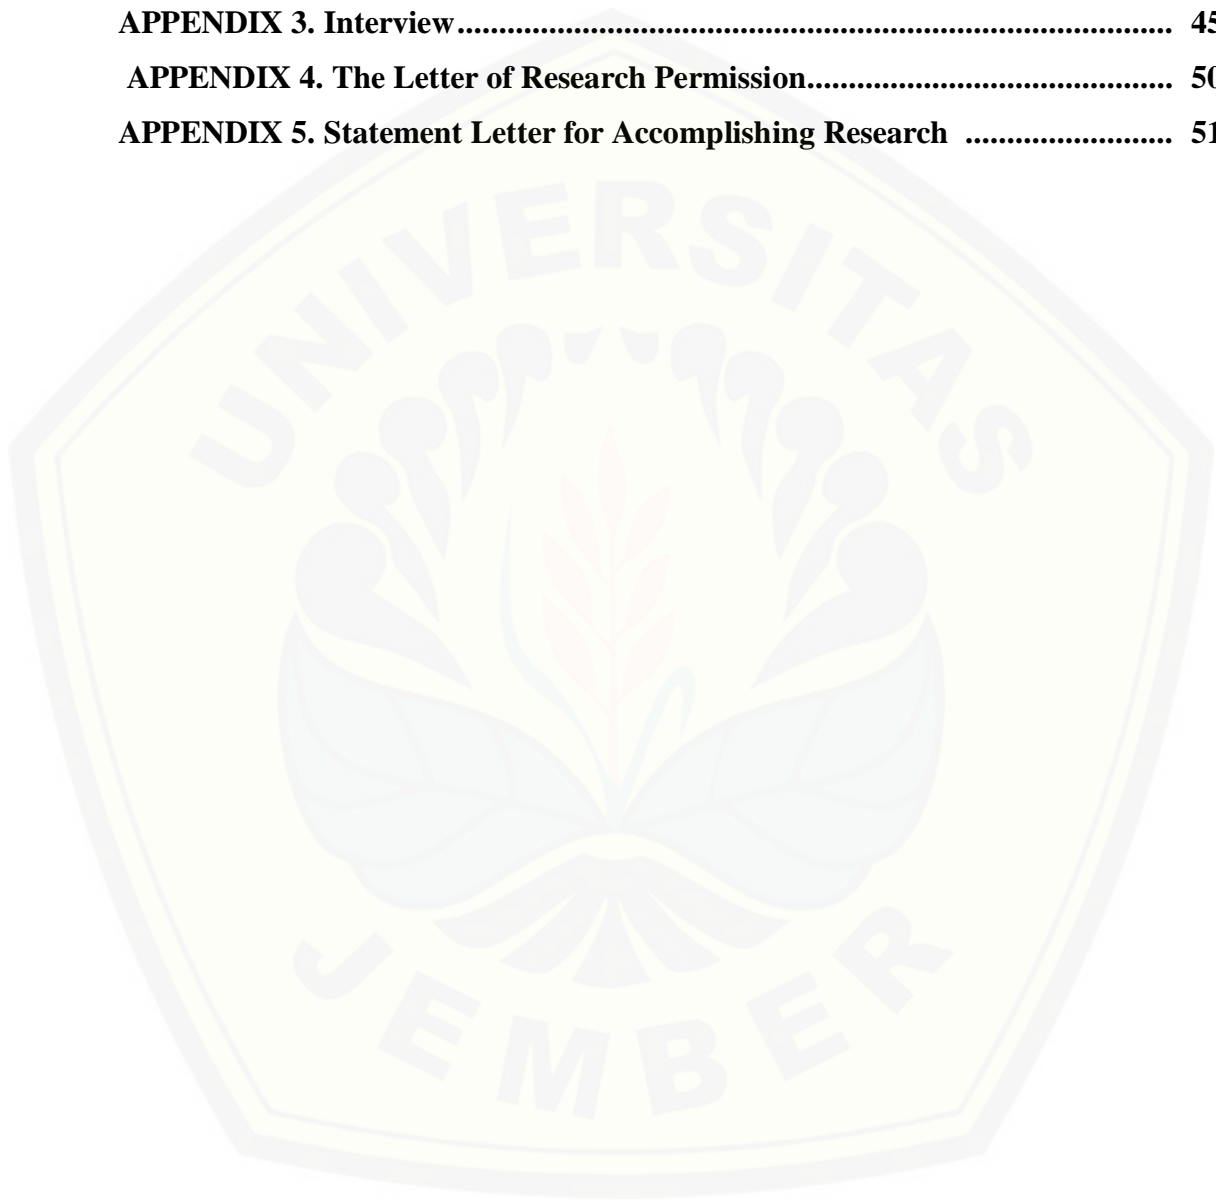 APPENDIX 3. Interview........................................................................................ 45
APPENDIX 4. The Letter of Research Permission............................................ 50
APPENDIX 5. Statement Letter for Accomplishing Research ......................... 51
UNIVERSITAS
JEMBER